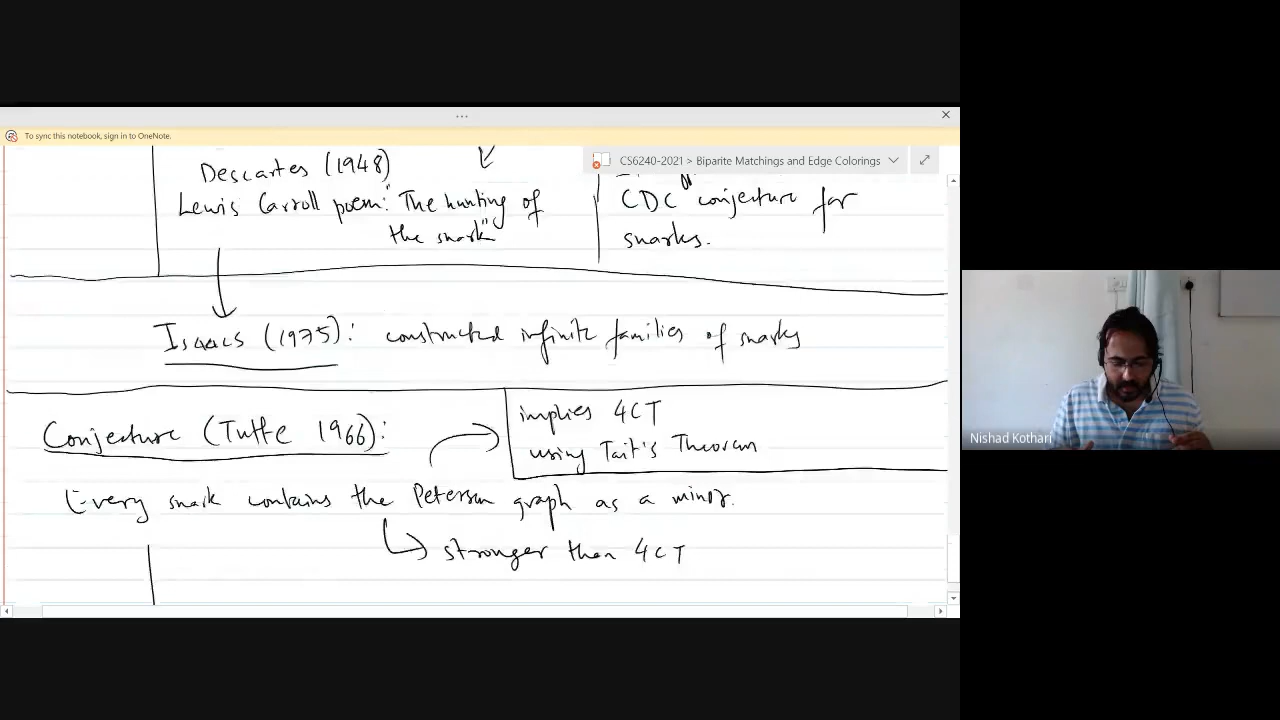 To sync this notebook, sign in to OneNote.
CS6240-2021 > Biparite Matchings and Edge Colorings
Descartes (1948)
Lewis Carroll poem: "The hunting of
the snark"
CDC conjecture for
snarks.
Isaacs (1975): constructed infinite families of snarks
Conjecture (Tutte 1966):
implies 4CT
using Tait's Theorem
Every snark contains the Petersen graph as a minor.
stronger than 4CT
Nishad Kothari